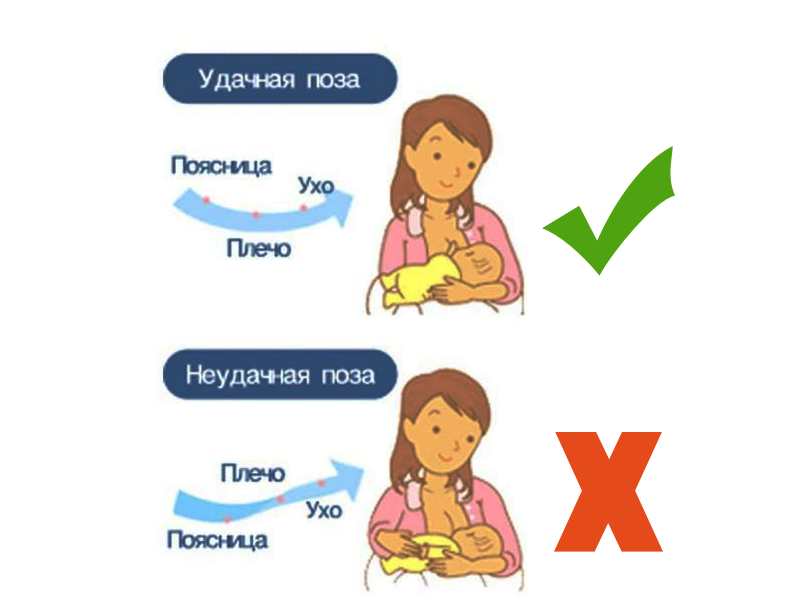 Удачная поза
Поясница
Ухо
Плечо
Неудачная поза
Плечо
Ухо
Поясница